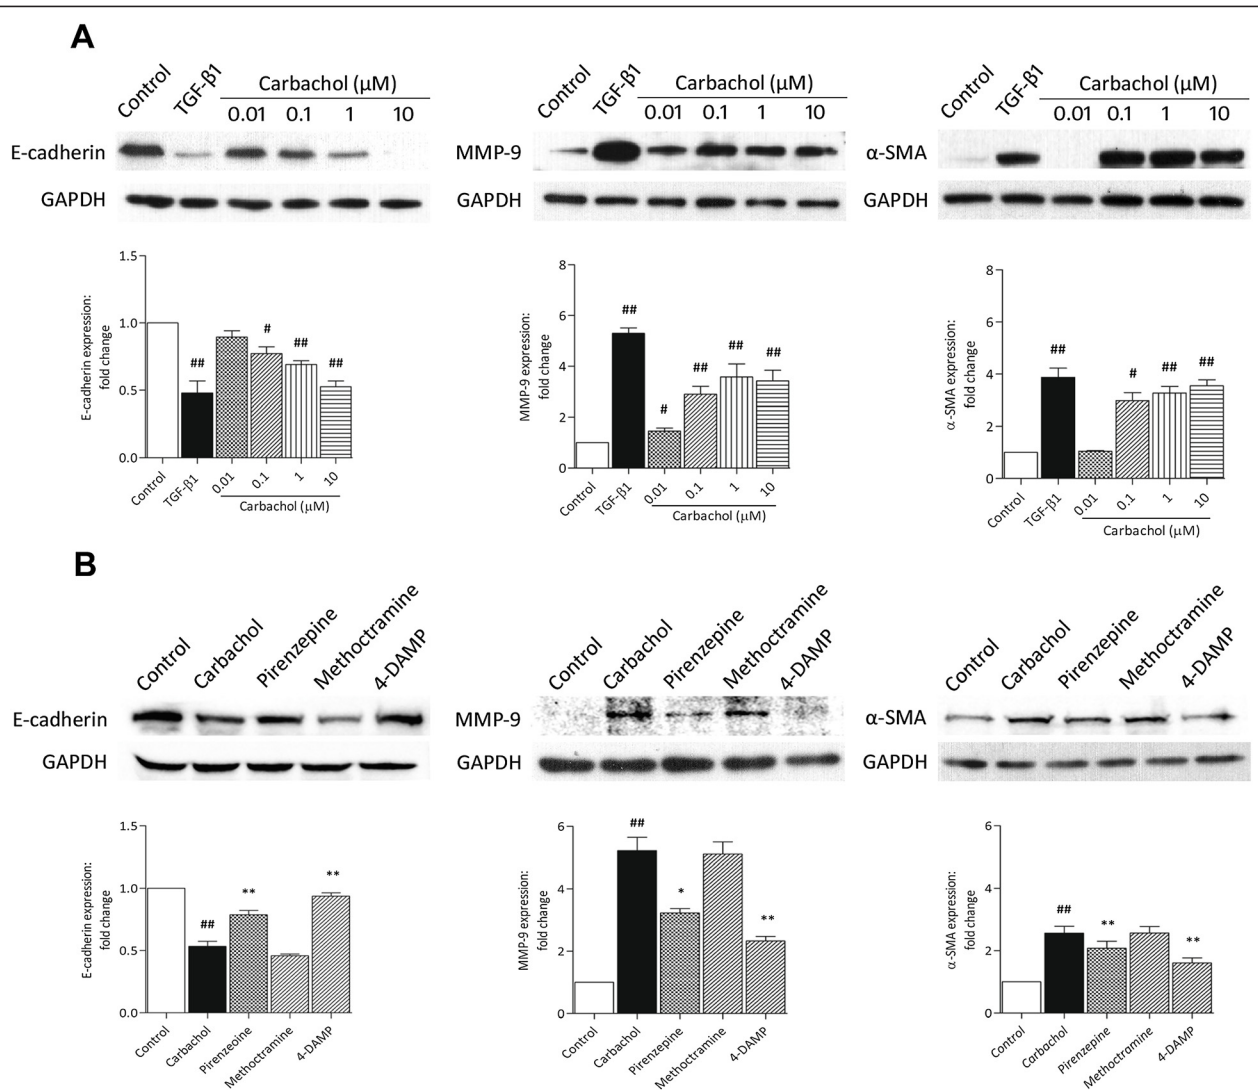 A
Control TGF-β1 Carbachol (μM) 0.01 0.1 1 10
E-cadherin
GAPDH
Control TGF-β1 Carbachol (μM) 0.01 0.1 1 10
MMP-9
GAPDH
Control TGF-β1 Carbachol (μM) 0.01 0.1 1 10
α-SMA
GAPDH
E-cadherin expression:
fold change
1.5
1.0
0.5
0.0
## # ## ##
Control TGF-β1 0.01 0.1 1 10
Carbachol (μM)
MMP-9 expression:
fold change
8
6
4
2
0
## # ## ## ##
Control TGF-β1 0.01 0.1 1 10
Carbachol (μM)
α-SMA expression:
fold change
8
6
4
2
0
## # ## ##
Control TGF-β1 0.01 0.1 1 10
Carbachol (μM)
B
Control Carbachol Pirenzepine Methoctramine 4-DAMP
E-cadherin
GAPDH
Control Carbachol Pirenzepine Methoctramine 4-DAMP
MMP-9
GAPDH
Control Carbachol Pirenzepine Methoctramine 4-DAMP
α-SMA
GAPDH
E-cadherin expression:
fold change
1.5
1.0
0.5
0.0
## ** **
Control Carbachol Pirenzeoine Methoctramine 4-DAMP
MMP-9 expression:
fold change
6
4
2
0
## * **
Control Carbachol Pirenzepine Methoctramine 4-DAMP
α-SMA expression:
fold change
6
4
2
0
## ** **
Control Carbachol Pirenzepine Methoctramine 4-DAMP